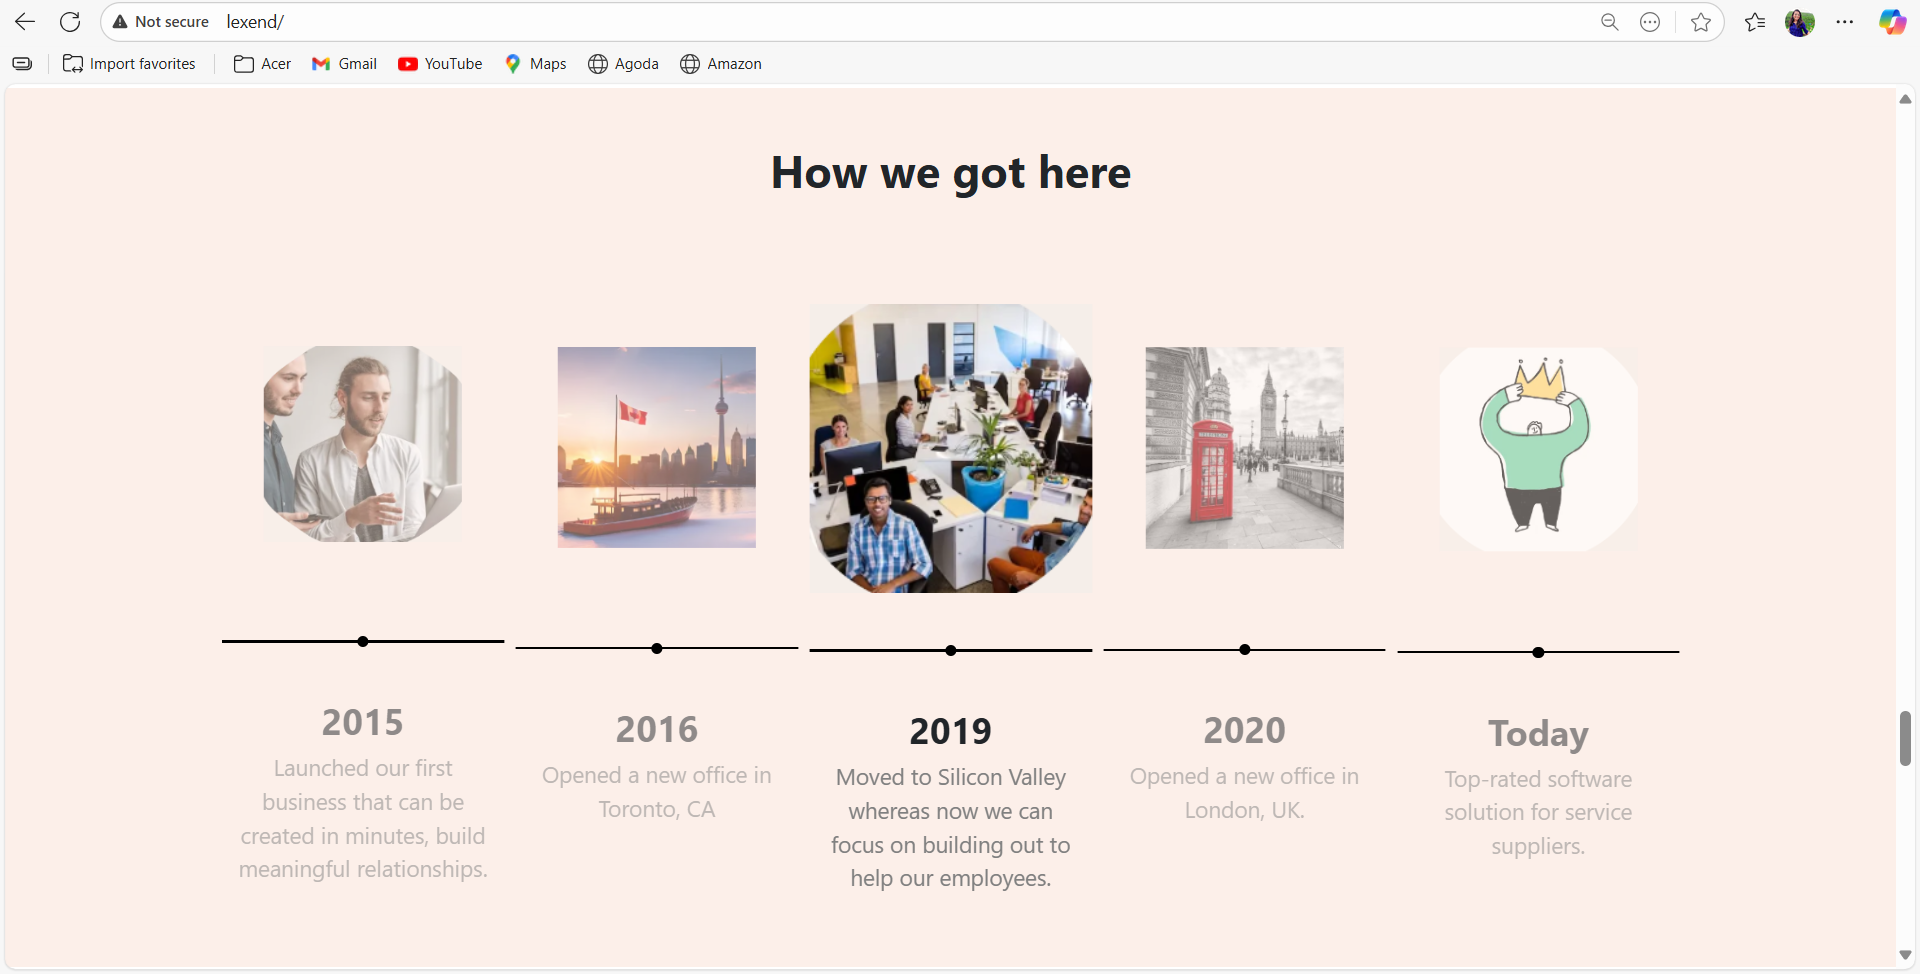 Not secure
lexend/
Import favorites
Acer
Gmail
YouTube
Maps
Agoda
Amazon
How we got here
2015
Launched our first
business that can be
created in minutes, build
meaningful relationships.
2016
Opened a new office in
Toronto, CA
2019
Moved to Silicon Valley
whereas now we can
focus on building out to
help our employees.
2020
Opened a new office in
London, UK.
Today
Top-rated software
solution for service
suppliers.